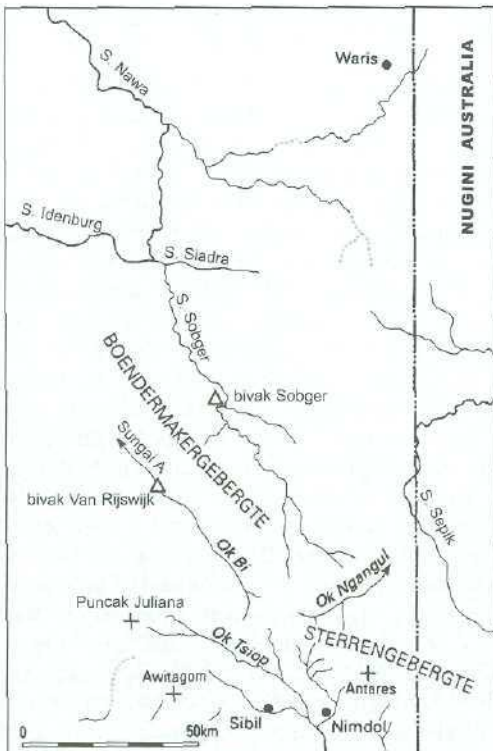 Waris
NUGINI AUSTRALIA
S. Nawa
S. Idenburg
S. Siadra
S. Sobger
BOENDERMAKERGEBERGTE
bivak Sobger
Sungai A
bivak Van Rijswijk
S. Sepik
Ok Bi
Ok Ngangul
Puncak Juliana
Ok Tsiop
STERRENGEBERGTE
Antares
Awitagom
Sibil
Nimdol
0 50km